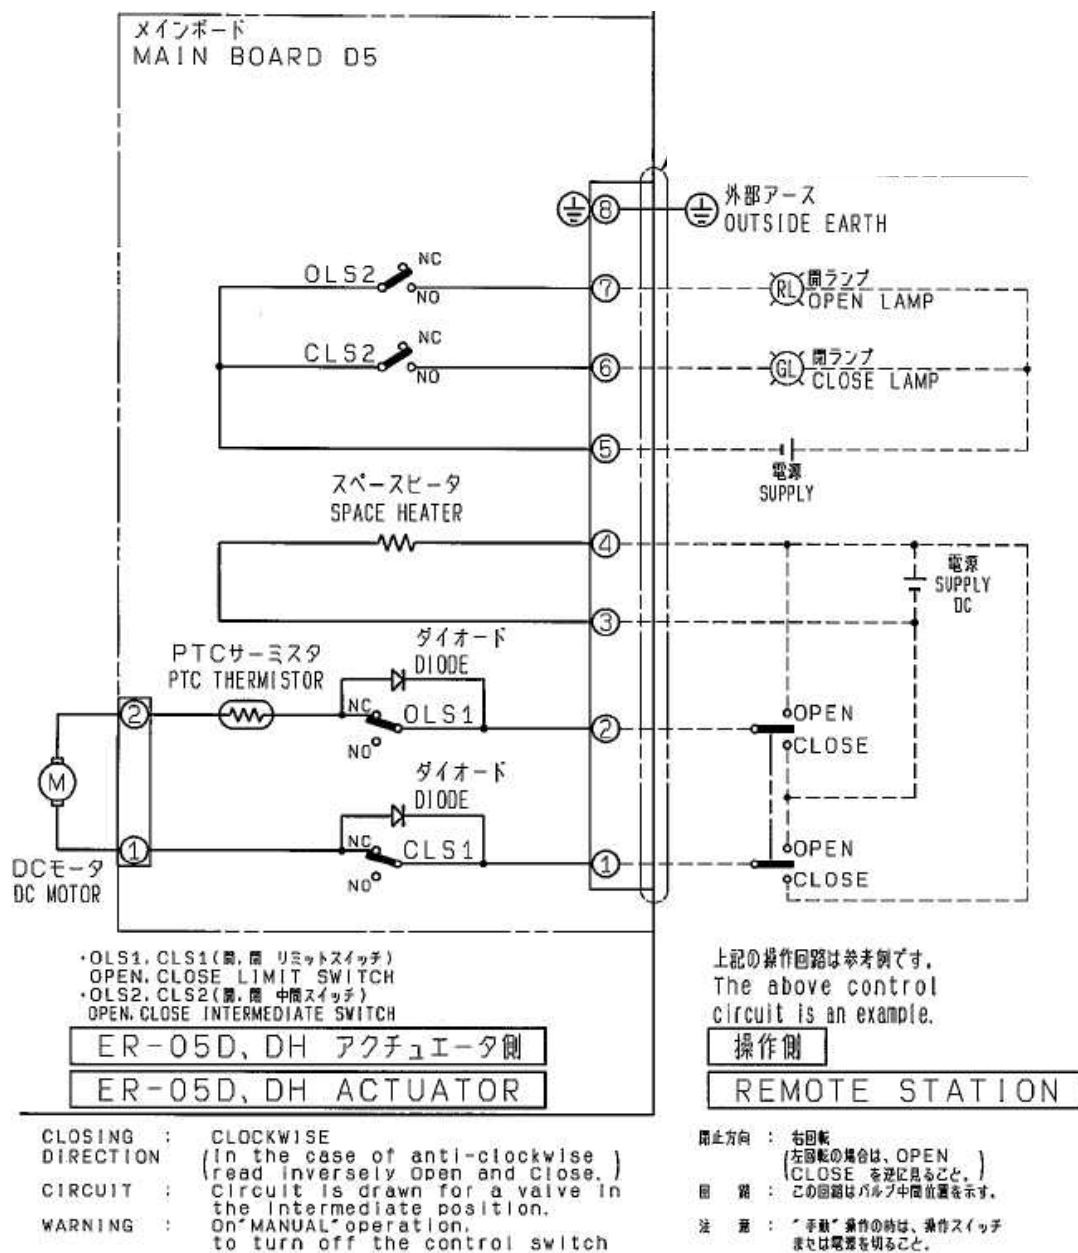 メインボード
MAIN BOARD D5
8
外部アース
OUTSIDE EARTH
OLS2
NC
NO
7
RL
開ランプ
OPEN LAMP
CLS2
NC
NO
6
GL
閉ランプ
CLOSE LAMP
5
電源
SUPPLY
スペースヒータ
SPACE HEATER
4
電源
SUPPLY
DC
3
PTCサーミスタ
PTC THERMISTOR
ダイオード
DIODE
2
NC
OLS1
NO
2
OPEN
CLOSE
M
ダイオード
DIODE
1
NC
CLS1
NO
1
OPEN
CLOSE
DCモータ
DC MOTOR
・OLS1, CLS1(開, 閉 リミットスイッチ)
OPEN, CLOSE LIMIT SWITCH
・OLS2, CLS2(開, 閉 中間スイッチ)
OPEN, CLOSE INTERMEDIATE SWITCH
上記の操作回路は参考例です。
The above control
circuit is an example.
ER-05D, DH アクチュエータ側
ER-05D, DH ACTUATOR
操作側
REMOTE STATION
CLOSING : CLOCKWISE
DIRECTION (In the case of anti-clockwise
read inversely Open and Close.)
CIRCUIT : Circuit is drawn for a valve in
the intermediate position.
WARNING : On"MANUAL"operation,
to turn off the control switch
閉止方向 : 右回転
(左回転の場合は、OPEN
CLOSE を逆に見ること。)
回 路 : この回路はバルブ中間位置を示す。
注 意 : "手動"操作の時は、操作スイッチ
または電源を切ること。